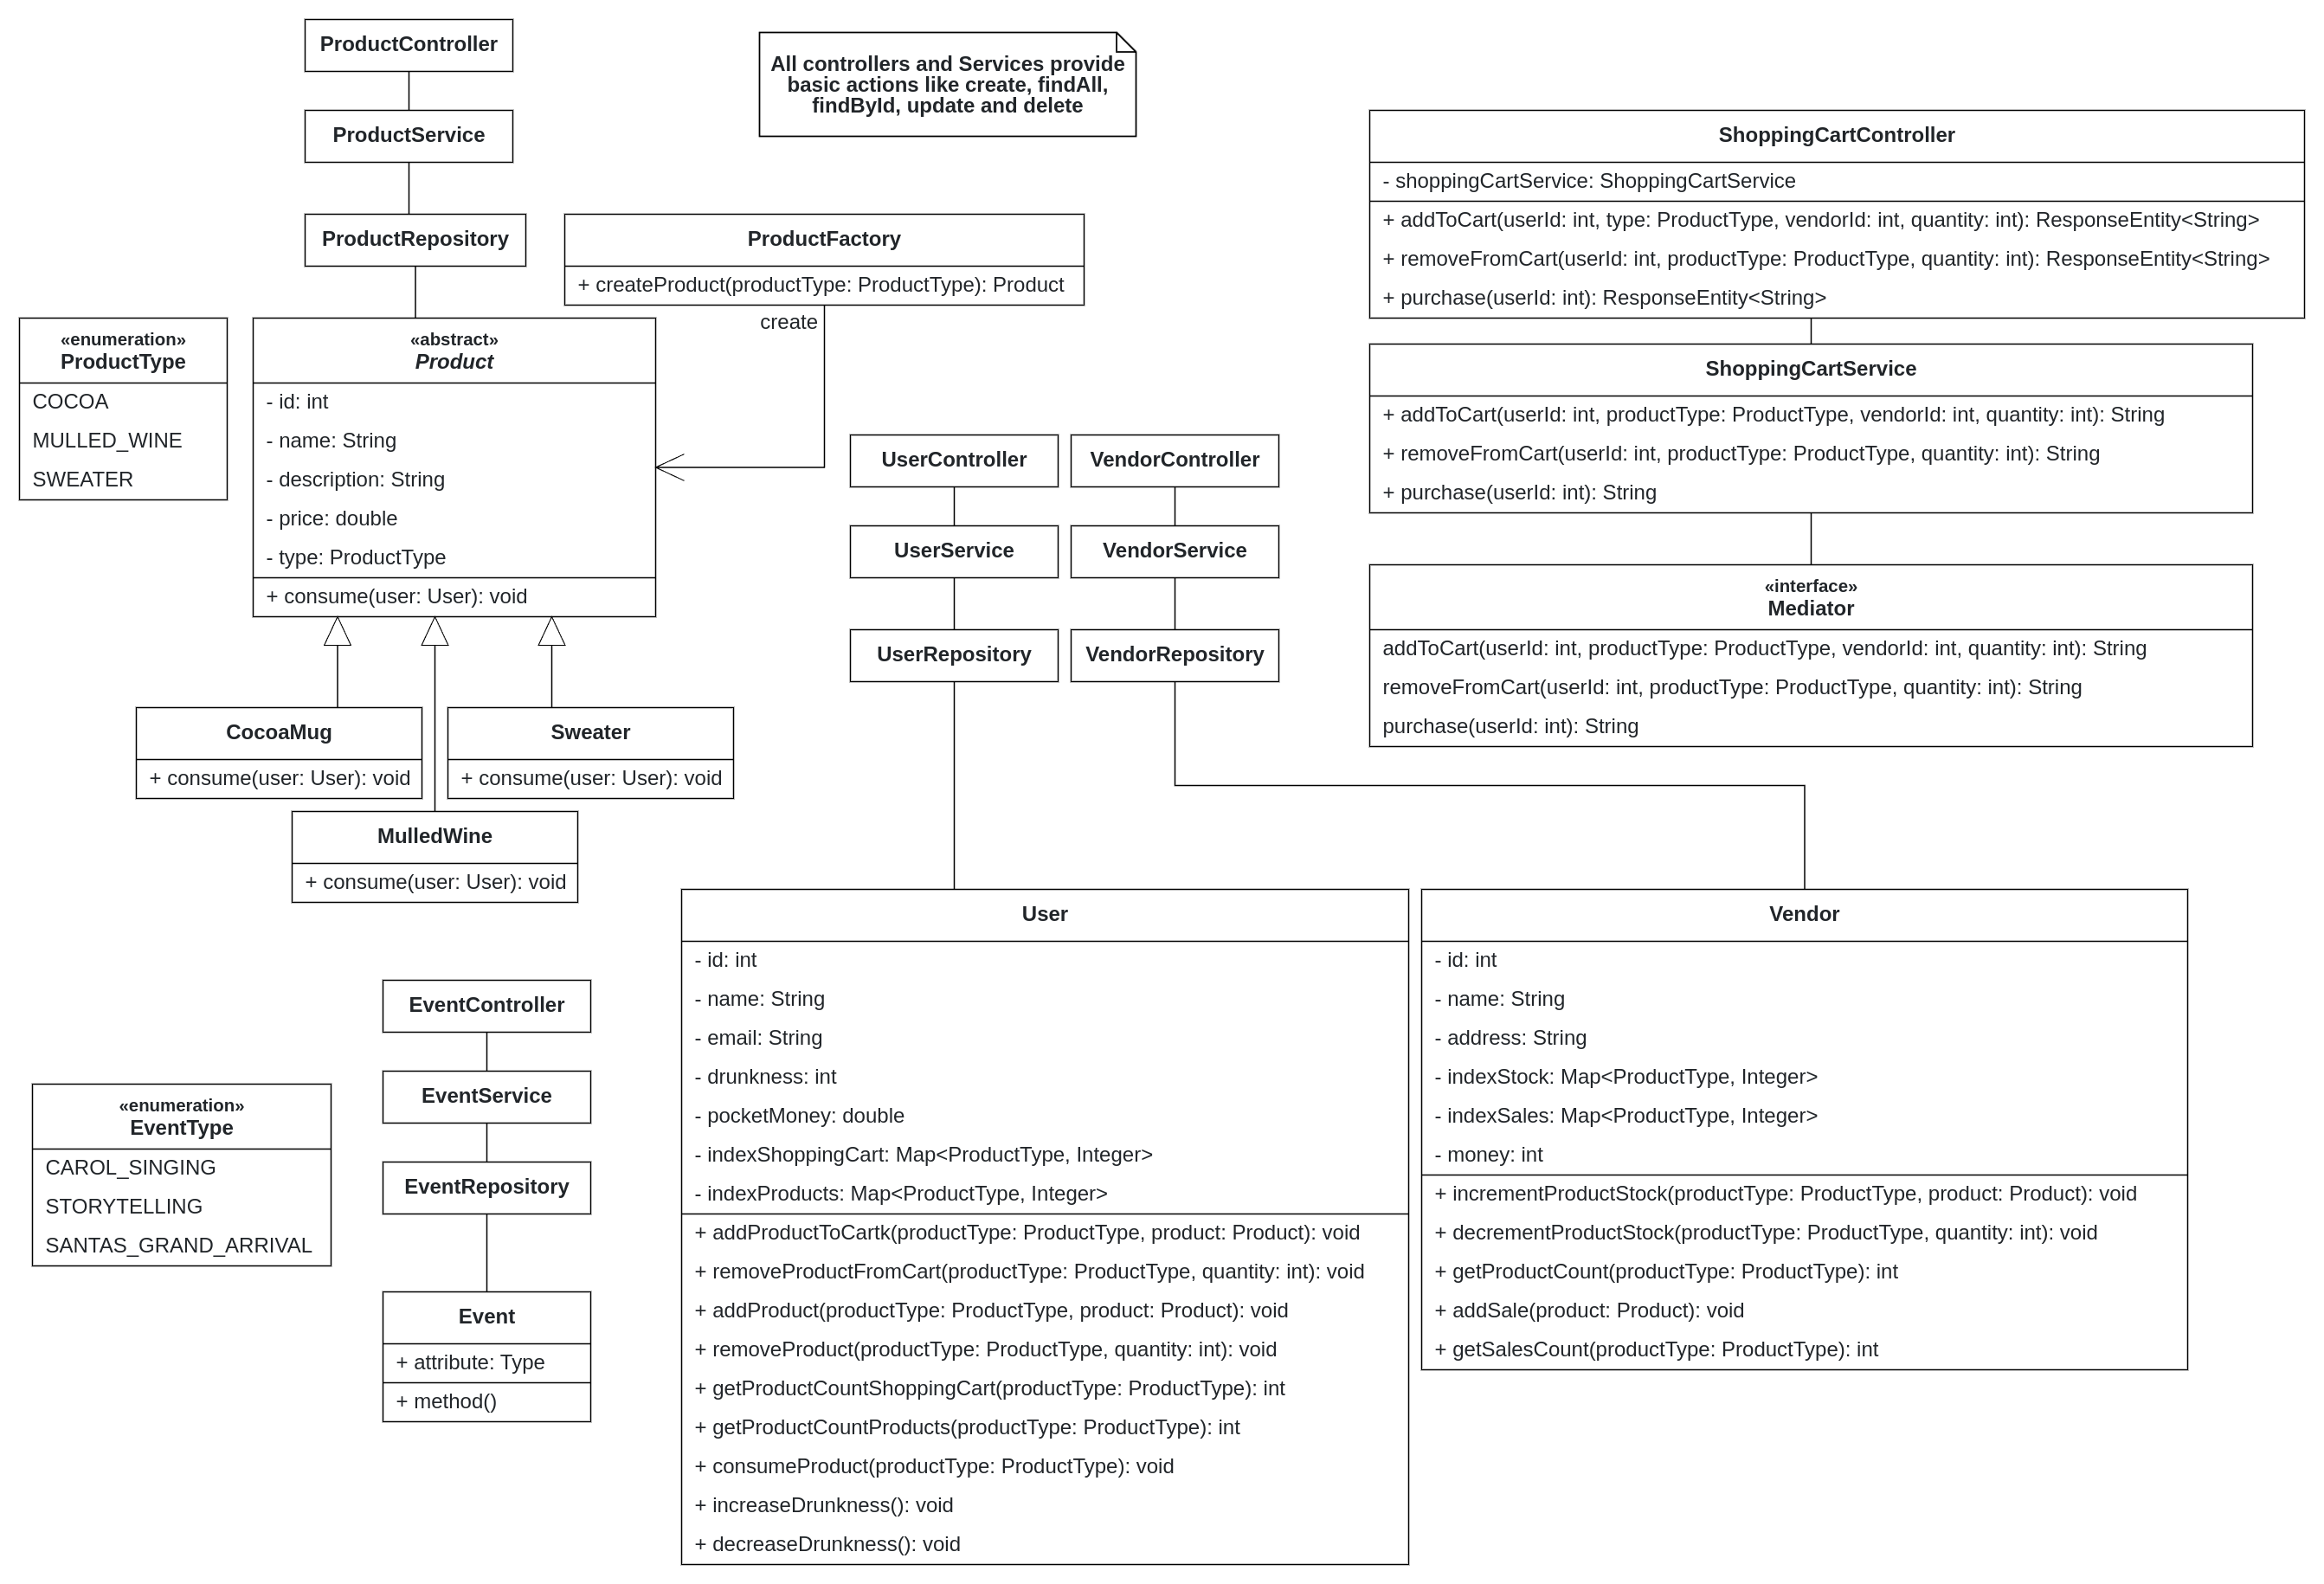 ProductController
ProductService
ProductRepository
All controllers and Services provide
basic actions like create, findAll,
findById, update and delete
ProductFactory
+ createProduct(productType: ProductType): Product
create
«enumeration»
ProductType
COCOA
MULLED_WINE
SWEATER
«abstract»
Product
- id: int
- name: String
- description: String
- price: double
- type: ProductType
+ consume(user: User): void
CocoaMug
+ consume(user: User): void
Sweater
+ consume(user: User): void
MulledWine
+ consume(user: User): void
UserController
UserService
UserRepository
VendorController
VendorService
VendorRepository
ShoppingCartController
- shoppingCartService: ShoppingCartService
+ addToCart(userId: int, type: ProductType, vendorId: int, quantity: int): ResponseEntity<String>
+ removeFromCart(userId: int, productType: ProductType, quantity: int): ResponseEntity<String>
+ purchase(userId: int): ResponseEntity<String>
ShoppingCartService
+ addToCart(userId: int, productType: ProductType, vendorId: int, quantity: int): String
+ removeFromCart(userId: int, productType: ProductType, quantity: int): String
+ purchase(userId: int): String
«interface»
Mediator
addToCart(userId: int, productType: ProductType, vendorId: int, quantity: int): String
removeFromCart(userId: int, productType: ProductType, quantity: int): String
purchase(userId: int): String
EventController
EventService
EventRepository
Event
+ attribute: Type
+ method()
«enumeration»
EventType
CAROL_SINGING
STORYTELLING
SANTAS_GRAND_ARRIVAL
User
- id: int
- name: String
- email: String
- drunkness: int
- pocketMoney: double
- indexShoppingCart: Map<ProductType, Integer>
- indexProducts: Map<ProductType, Integer>
+ addProductToCartk(productType: ProductType, product: Product): void
+ removeProductFromCart(productType: ProductType, quantity: int): void
+ addProduct(productType: ProductType, product: Product): void
+ removeProduct(productType: ProductType, quantity: int): void
+ getProductCountShoppingCart(productType: ProductType): int
+ getProductCountProducts(productType: ProductType): int
+ consumeProduct(productType: ProductType): void
+ increaseDrunkness(): void
+ decreaseDrunkness(): void
Vendor
- id: int
- name: String
- address: String
- indexStock: Map<ProductType, Integer>
- indexSales: Map<ProductType, Integer>
- money: int
+ incrementProductStock(productType: ProductType, product: Product): void
+ decrementProductStock(productType: ProductType, quantity: int): void
+ getProductCount(productType: ProductType): int
+ addSale(product: Product): void
+ getSalesCount(productType: ProductType): int